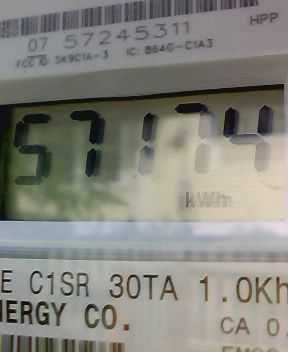 HPP
07 57245311
FCC ID: SK9C1A-3 IC: 864G-C1A3
57174
kWh
E C1SR 30TA 1.0Kh
NERGY CO.
CA 0.